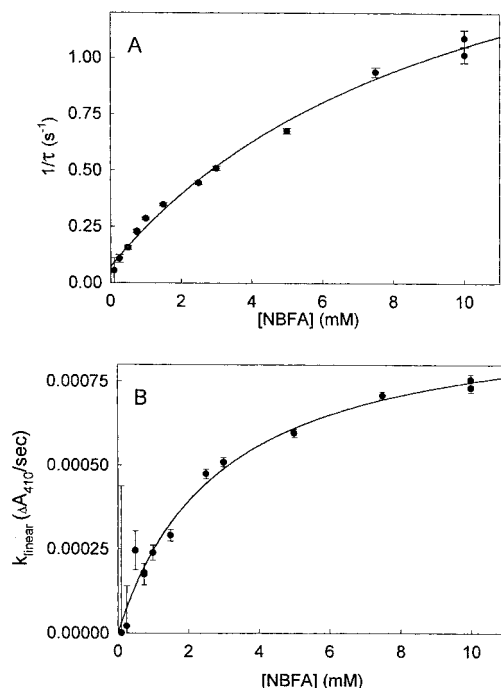 A
1.00
0.75
0.50
0.25
0.00
1/τ (s⁻¹)
0 2 4 6 8 10
[NBFA] (mM)
B
0.00075
0.00050
0.00025
0.00000
k_linear (ΔA_410/sec)
0 2 4 6 8 10
[NBFA] (mM)